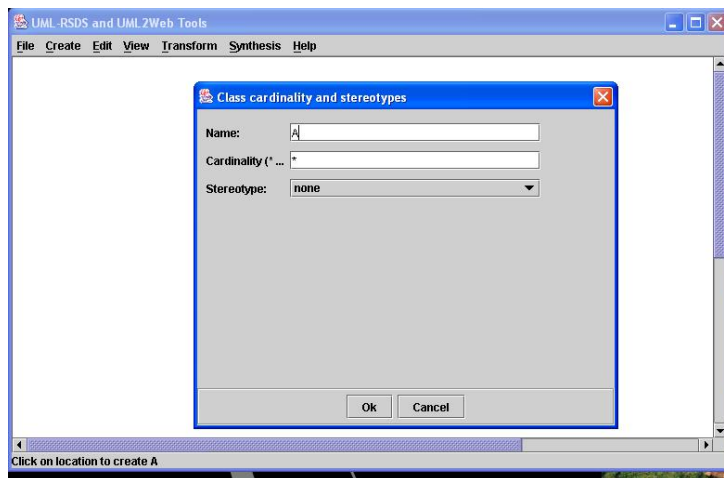 UML-RSDS and UML2Web Tools
File Create Edit View Transform Synthesis Help
Class cardinality and stereotypes
Name: A
Cardinality (* ... *
Stereotype: none
Ok Cancel
Click on location to create A